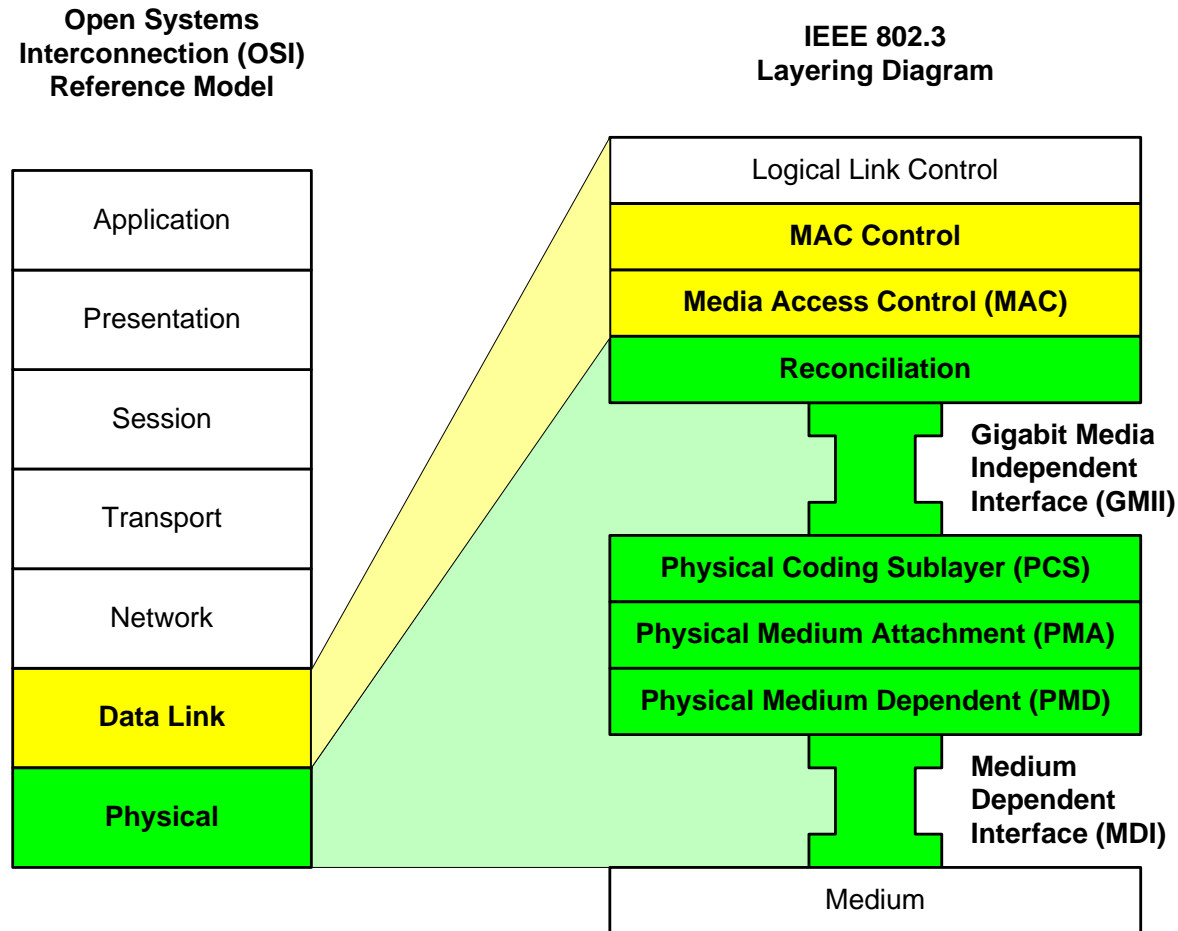 Open Systems
Interconnection (OSI)
Reference Model
IEEE 802.3
Layering Diagram
Application
Presentation
Session
Transport
Network
Data Link
Physical
Logical Link Control
MAC Control
Media Access Control (MAC)
Reconciliation
Gigabit Media
Independent
Interface (GMII)
Physical Coding Sublayer (PCS)
Physical Medium Attachment (PMA)
Physical Medium Dependent (PMD)
Medium
Dependent
Interface (MDI)
Medium